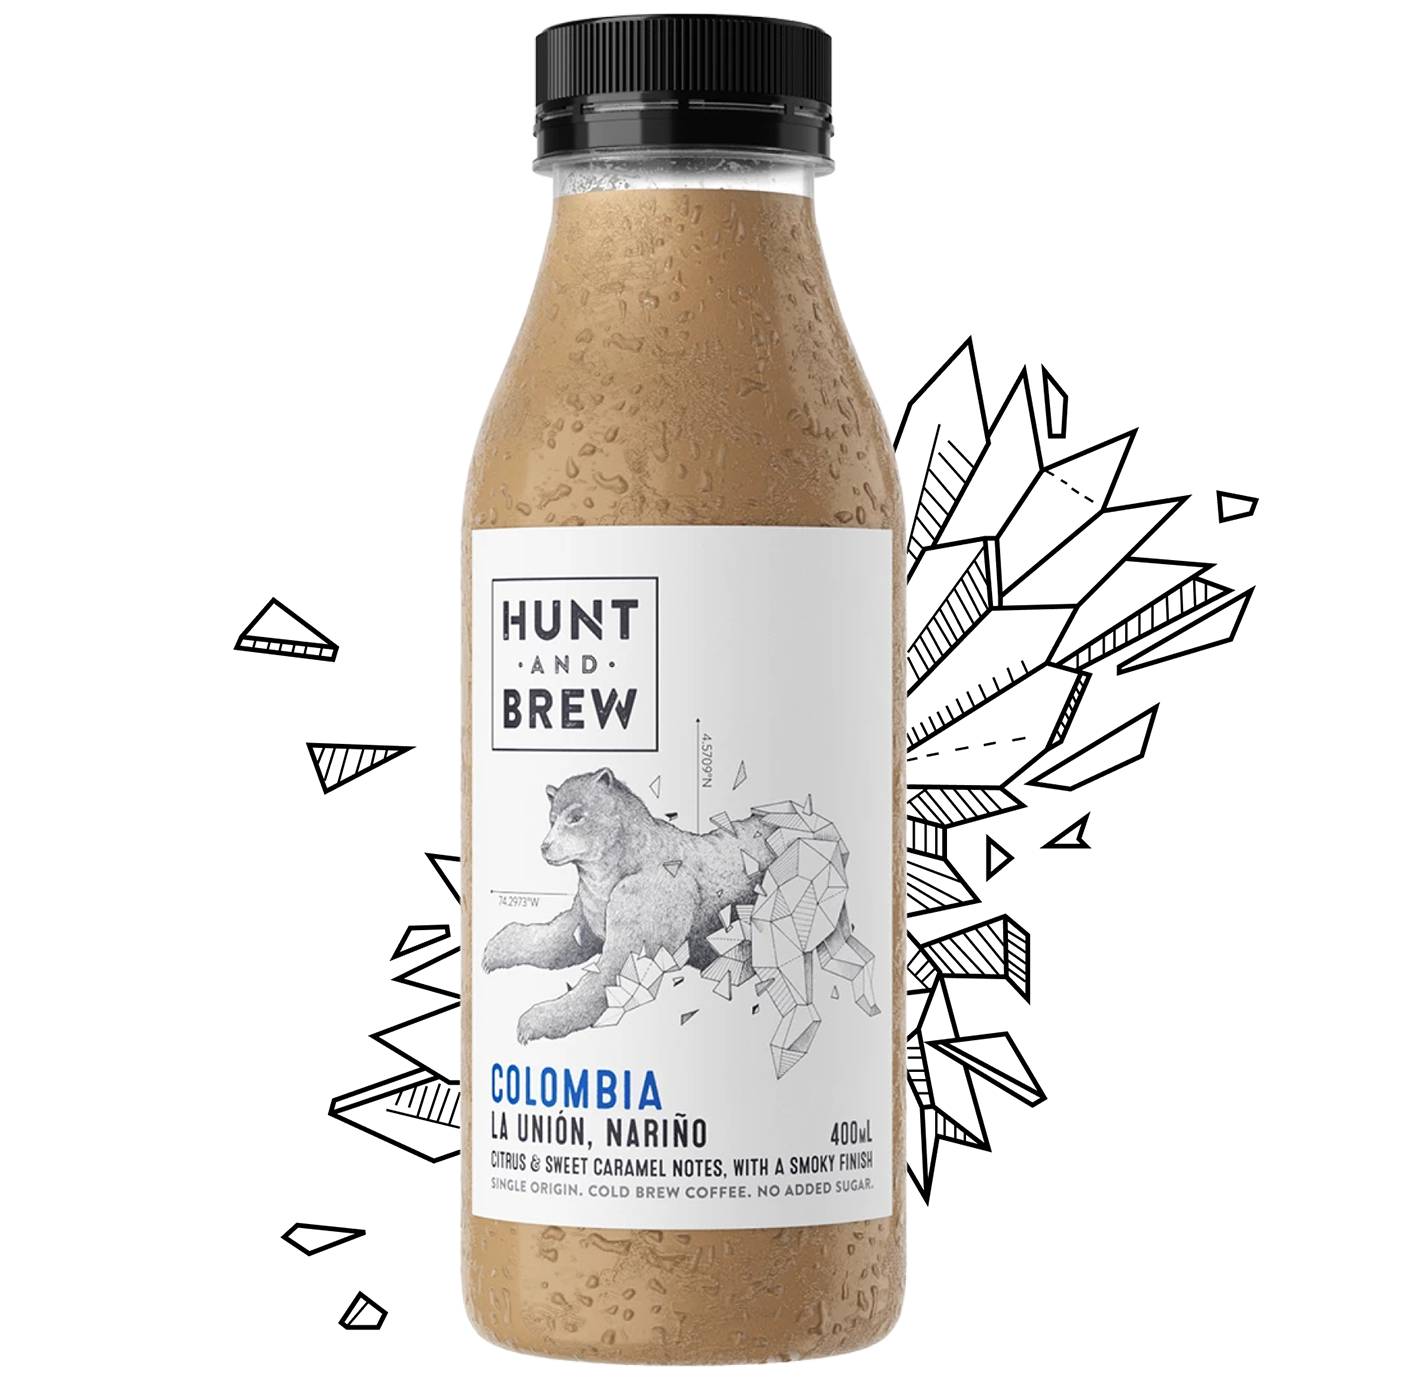 HUNT
·AND·
BREW
4.5709°N
74.2973°W
COLOMBIA
LA UNIÓN, NARIÑO
400mL
CITRUS & SWEET CARAMEL NOTES, WITH A SMOKY FINISH
SINGLE ORIGIN. COLD BREW COFFEE. NO ADDED SUGAR.